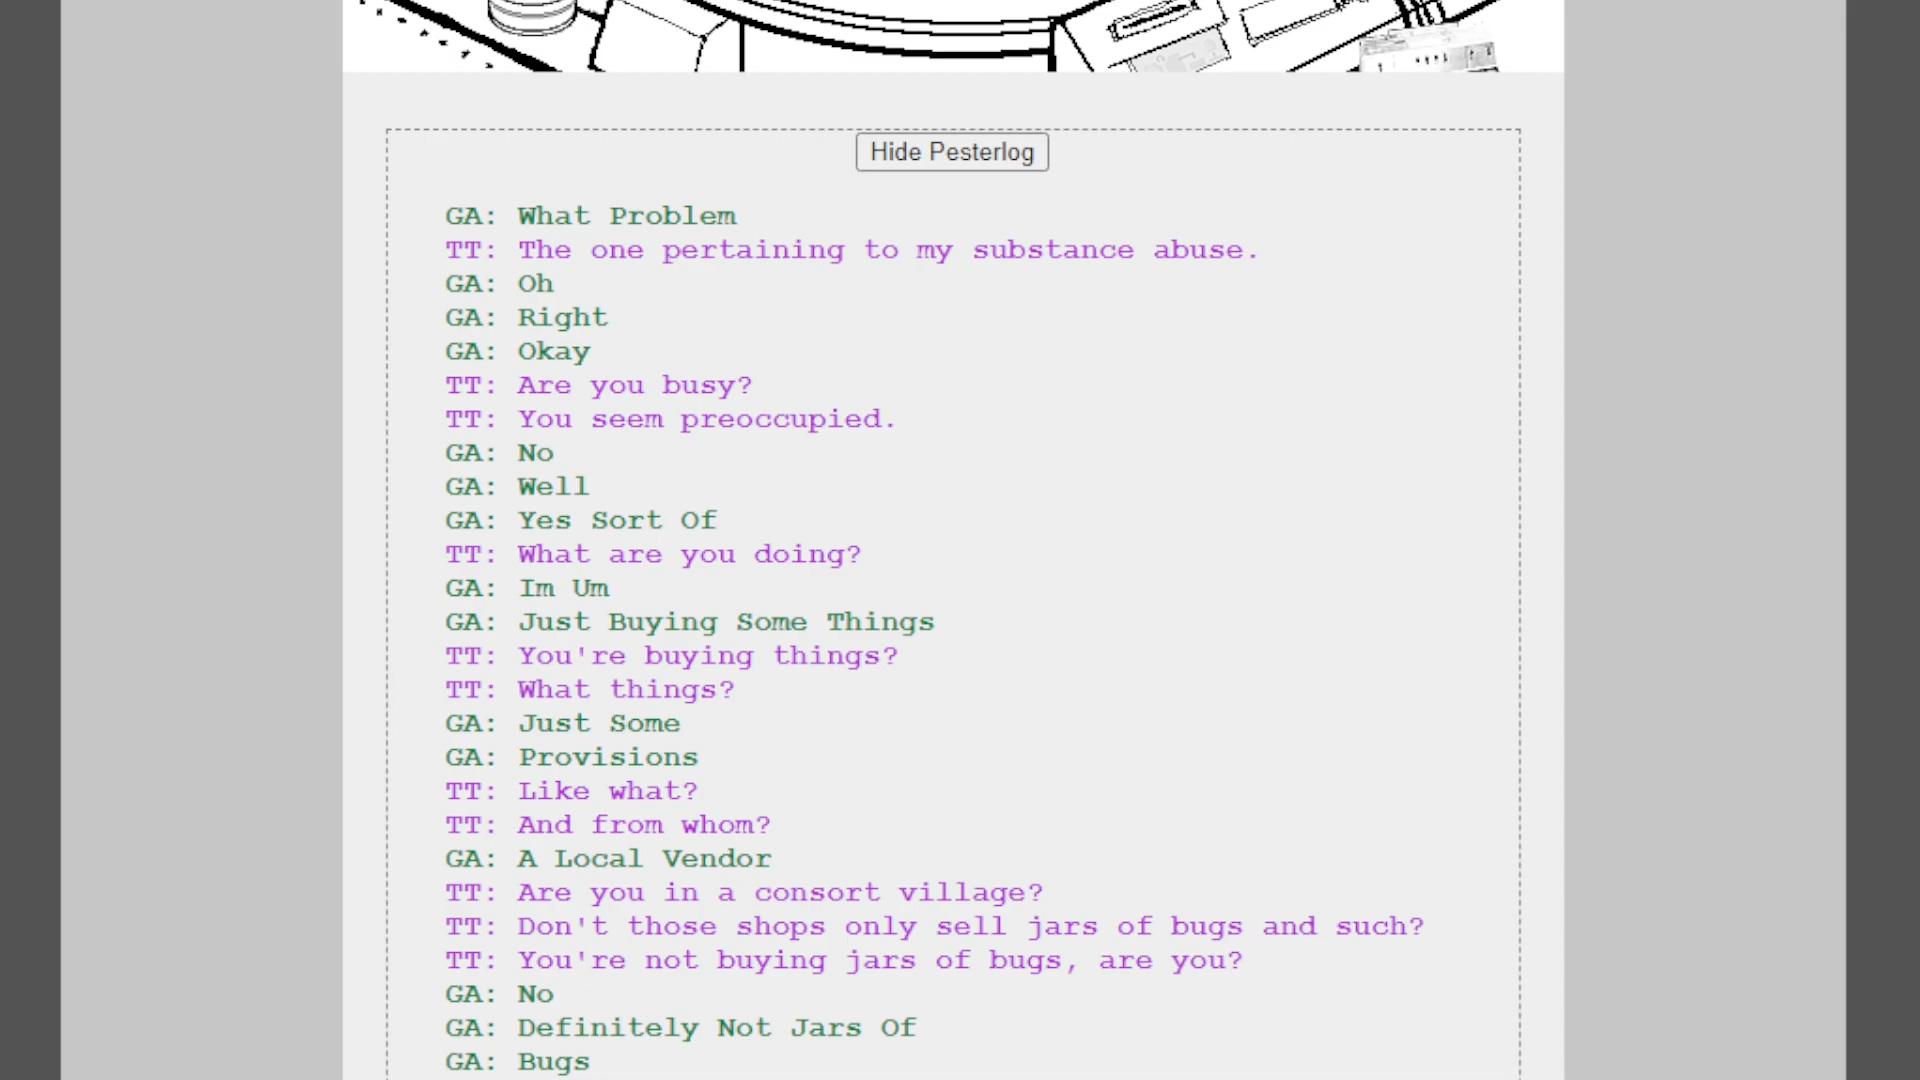 Hide Pesterlog
GA: What Problem
TT: The one pertaining to my substance abuse.
GA: Oh
GA: Right
GA: Okay
TT: Are you busy?
TT: You seem preoccupied.
GA: No
GA: Well
GA: Yes Sort Of
TT: What are you doing?
GA: Im Um
GA: Just Buying Some Things
TT: You're buying things?
TT: What things?
GA: Just Some
GA: Provisions
TT: Like what?
TT: And from whom?
GA: A Local Vendor
TT: Are you in a consort village?
TT: Don't those shops only sell jars of bugs and such?
TT: You're not buying jars of bugs, are you?
GA: No
GA: Definitely Not Jars Of
GA: Bugs